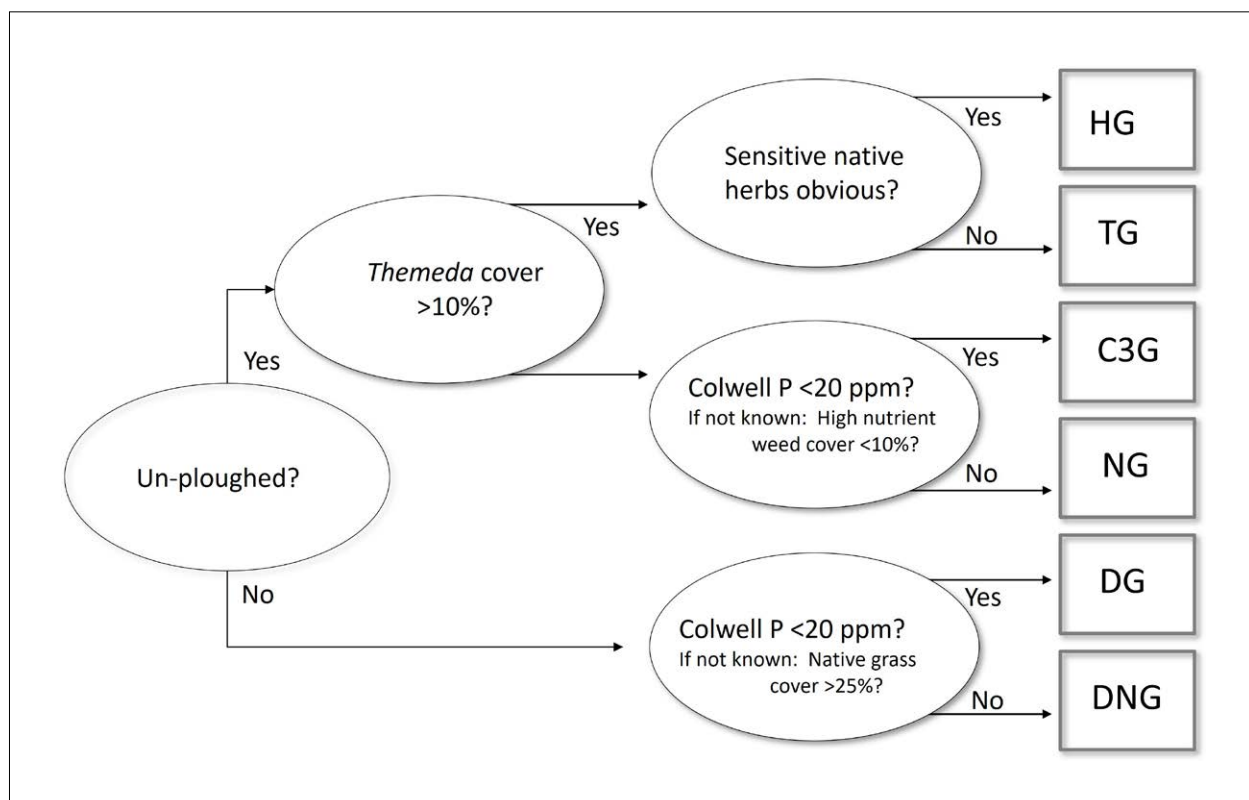 Un-ploughed?
Yes
No
Themeda cover
>10%?
Yes
Sensitive native
herbs obvious?
Yes
No
Colwell P <20 ppm?
If not known: High nutrient
weed cover <10%?
Yes
No
Colwell P <20 ppm?
If not known: Native grass
cover >25%?
Yes
No
HG
TG
C3G
NG
DG
DNG